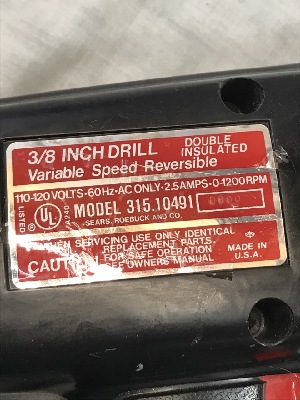 3/8 INCH DRILL DOUBLE INSULATED
Variable Speed Reversible
110-120 VOLTS-60Hz-AC ONLY-2.5AMPS-0-1200RPM
LISTED UL A240 MODEL 315.10491
SEARS, ROEBUCK AND CO.
WHEN SERVICING USE ONLY IDENTICAL
REPLACEMENT PARTS.
CAUTION FOR SAFE OPERATION
SEE OWNERS MANUAL
MADE IN
U.S.A.